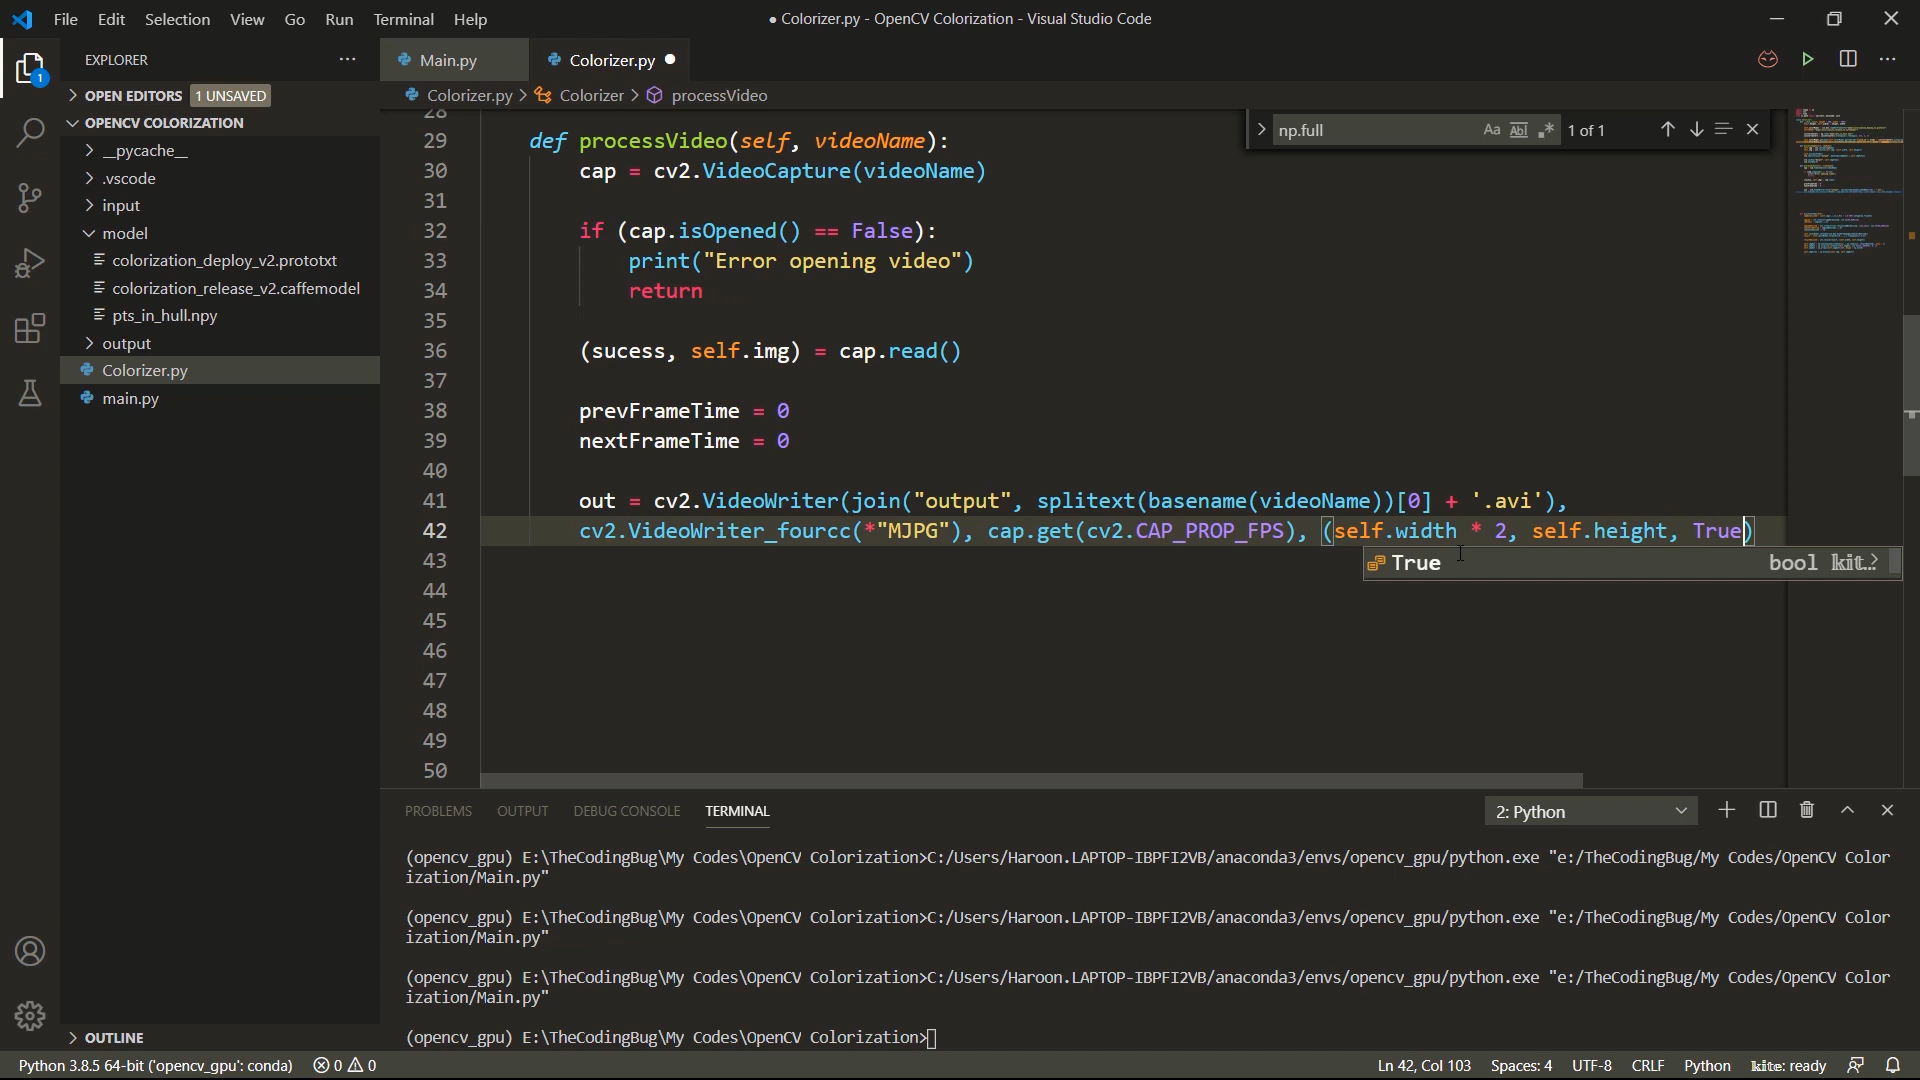 File Edit Selection View Go Run Terminal Help
● Colorizer.py - OpenCV Colorization - Visual Studio Code
EXPLORER
Main.py
Colorizer.py
1
OPEN EDITORS 1 UNSAVED
Colorizer.py > Colorizer > processVideo
OPENCV COLORIZATION
__pycache__
.vscode
input
model
colorization_deploy_v2.prototxt
colorization_release_v2.caffemodel
pts_in_hull.npy
output
Colorizer.py
main.py
OUTLINE
np.full
Aa Abl .*
1 of 1
28
29 def processVideo(self, videoName):
30 cap = cv2.VideoCapture(videoName)
31
32 if (cap.isOpened() == False):
33 print("Error opening video")
34 return
35
36 (sucess, self.img) = cap.read()
37
38 prevFrameTime = 0
39 nextFrameTime = 0
40
41 out = cv2.VideoWriter(join("output", splitext(basename(videoName))[0] + '.avi'),
42 cv2.VideoWriter_fourcc(*"MJPG"), cap.get(cv2.CAP_PROP_FPS), (self.width * 2, self.height, True)
True bool kit..>
43
44
45
46
47
48
49
50
PROBLEMS OUTPUT DEBUG CONSOLE TERMINAL
2: Python
(opencv_gpu) E:\TheCodingBug\My Codes\OpenCV Colorization>C:/Users/Haroon.LAPTOP-IBPFI2VB/anaconda3/envs/opencv_gpu/python.exe "e:/TheCodingBug/My Codes/OpenCV Color
ization/Main.py"
(opencv_gpu) E:\TheCodingBug\My Codes\OpenCV Colorization>C:/Users/Haroon.LAPTOP-IBPFI2VB/anaconda3/envs/opencv_gpu/python.exe "e:/TheCodingBug/My Codes/OpenCV Color
ization/Main.py"
(opencv_gpu) E:\TheCodingBug\My Codes\OpenCV Colorization>C:/Users/Haroon.LAPTOP-IBPFI2VB/anaconda3/envs/opencv_gpu/python.exe "e:/TheCodingBug/My Codes/OpenCV Color
ization/Main.py"
(opencv_gpu) E:\TheCodingBug\My Codes\OpenCV Colorization>
Python 3.8.5 64-bit ('opencv_gpu': conda) 0 0
Ln 42, Col 103 Spaces: 4 UTF-8 CRLF Python kite: ready